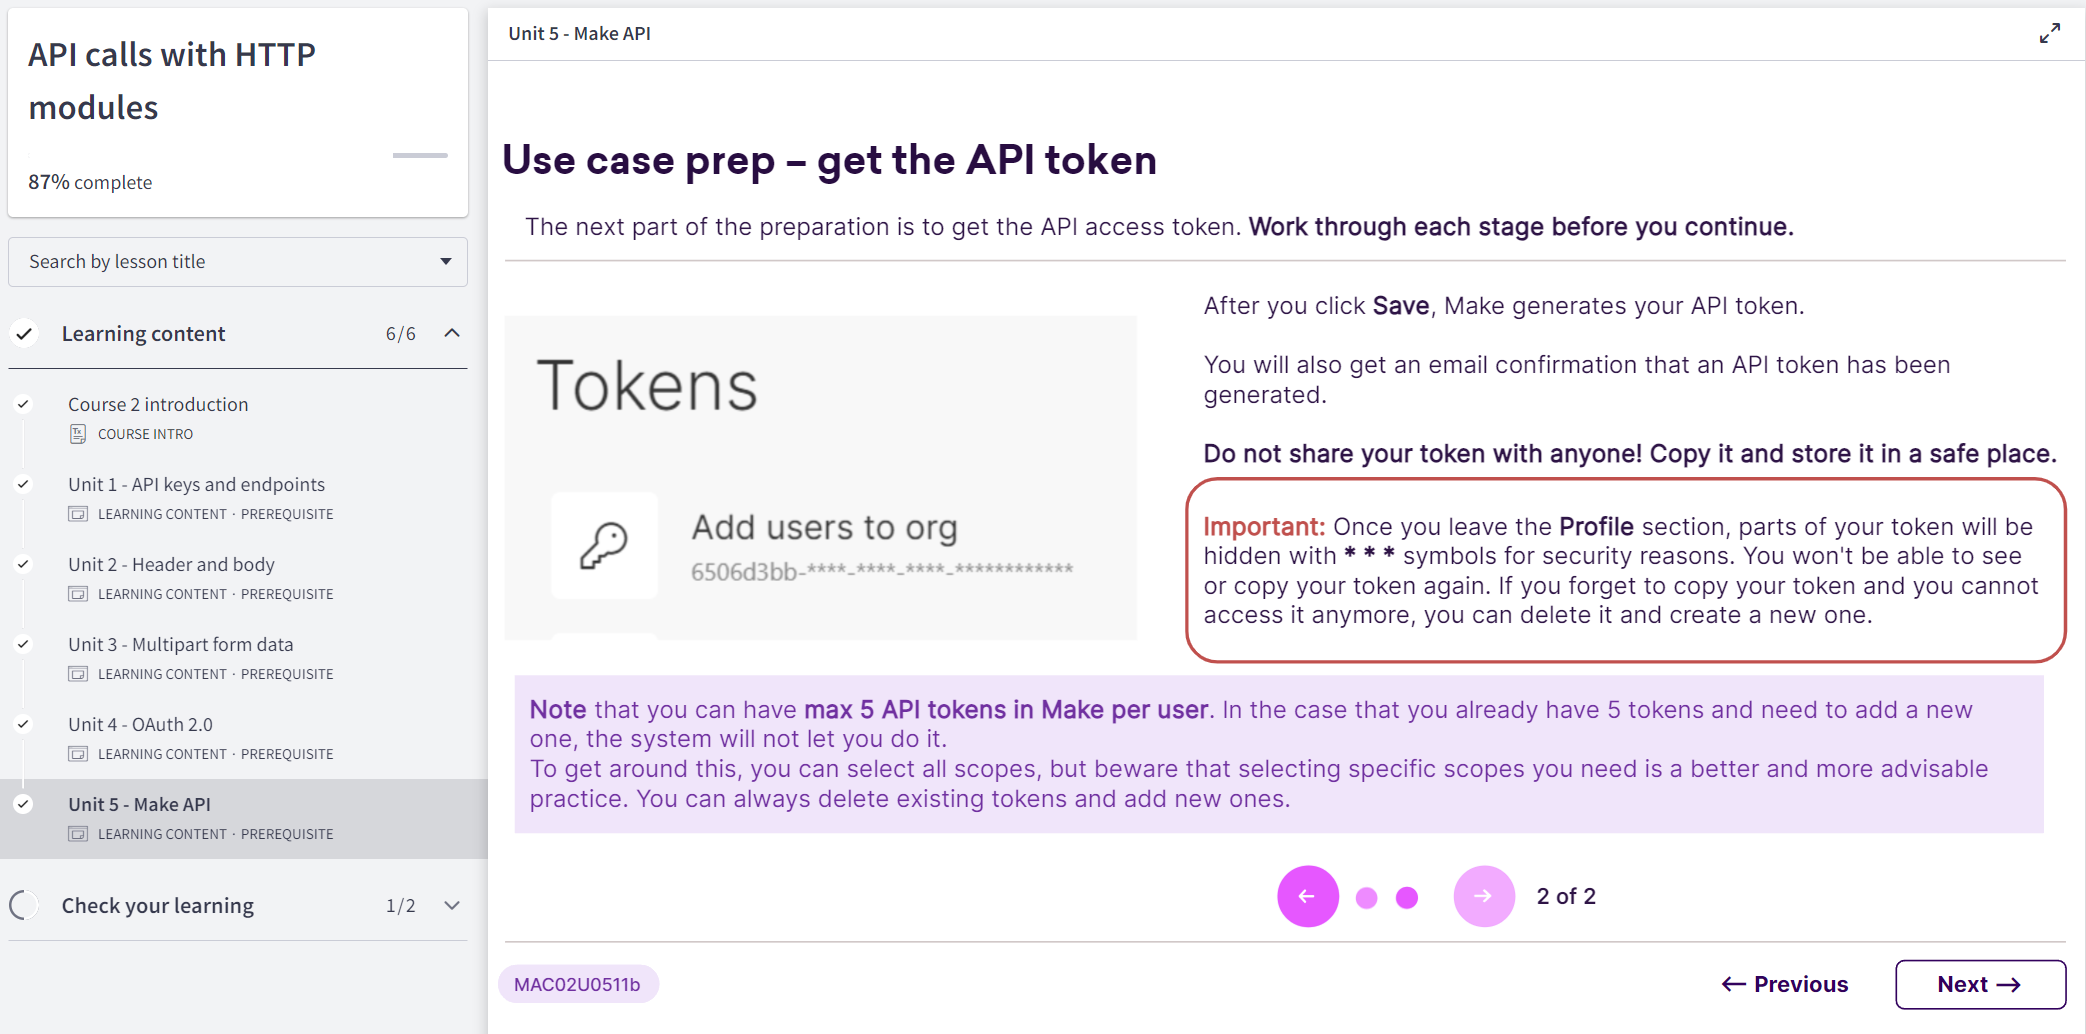 API calls with HTTP
modules
87% complete
Search by lesson title
Learning content 6/6
Course 2 introduction
COURSE INTRO
Unit 1 - API keys and endpoints
LEARNING CONTENT · PREREQUISITE
Unit 2 - Header and body
LEARNING CONTENT · PREREQUISITE
Unit 3 - Multipart form data
LEARNING CONTENT · PREREQUISITE
Unit 4 - OAuth 2.0
LEARNING CONTENT · PREREQUISITE
Unit 5 - Make API
LEARNING CONTENT · PREREQUISITE
Check your learning 1/2
Unit 5 - Make API
Use case prep – get the API token
The next part of the preparation is to get the API access token. Work through each stage before you continue.
Tokens
Add users to org
6506d3bb-****-****-****-************
After you click Save, Make generates your API token.
You will also get an email confirmation that an API token has been
generated.
Do not share your token with anyone! Copy it and store it in a safe place.
Important: Once you leave the Profile section, parts of your token will be
hidden with * * * symbols for security reasons. You won't be able to see
or copy your token again. If you forget to copy your token and you cannot
access it anymore, you can delete it and create a new one.
Note that you can have max 5 API tokens in Make per user. In the case that you already have 5 tokens and need to add a new
one, the system will not let you do it.
To get around this, you can select all scopes, but beware that selecting specific scopes you need is a better and more advisable
practice. You can always delete existing tokens and add new ones.
2 of 2
MAC02U0511b
← Previous
Next →